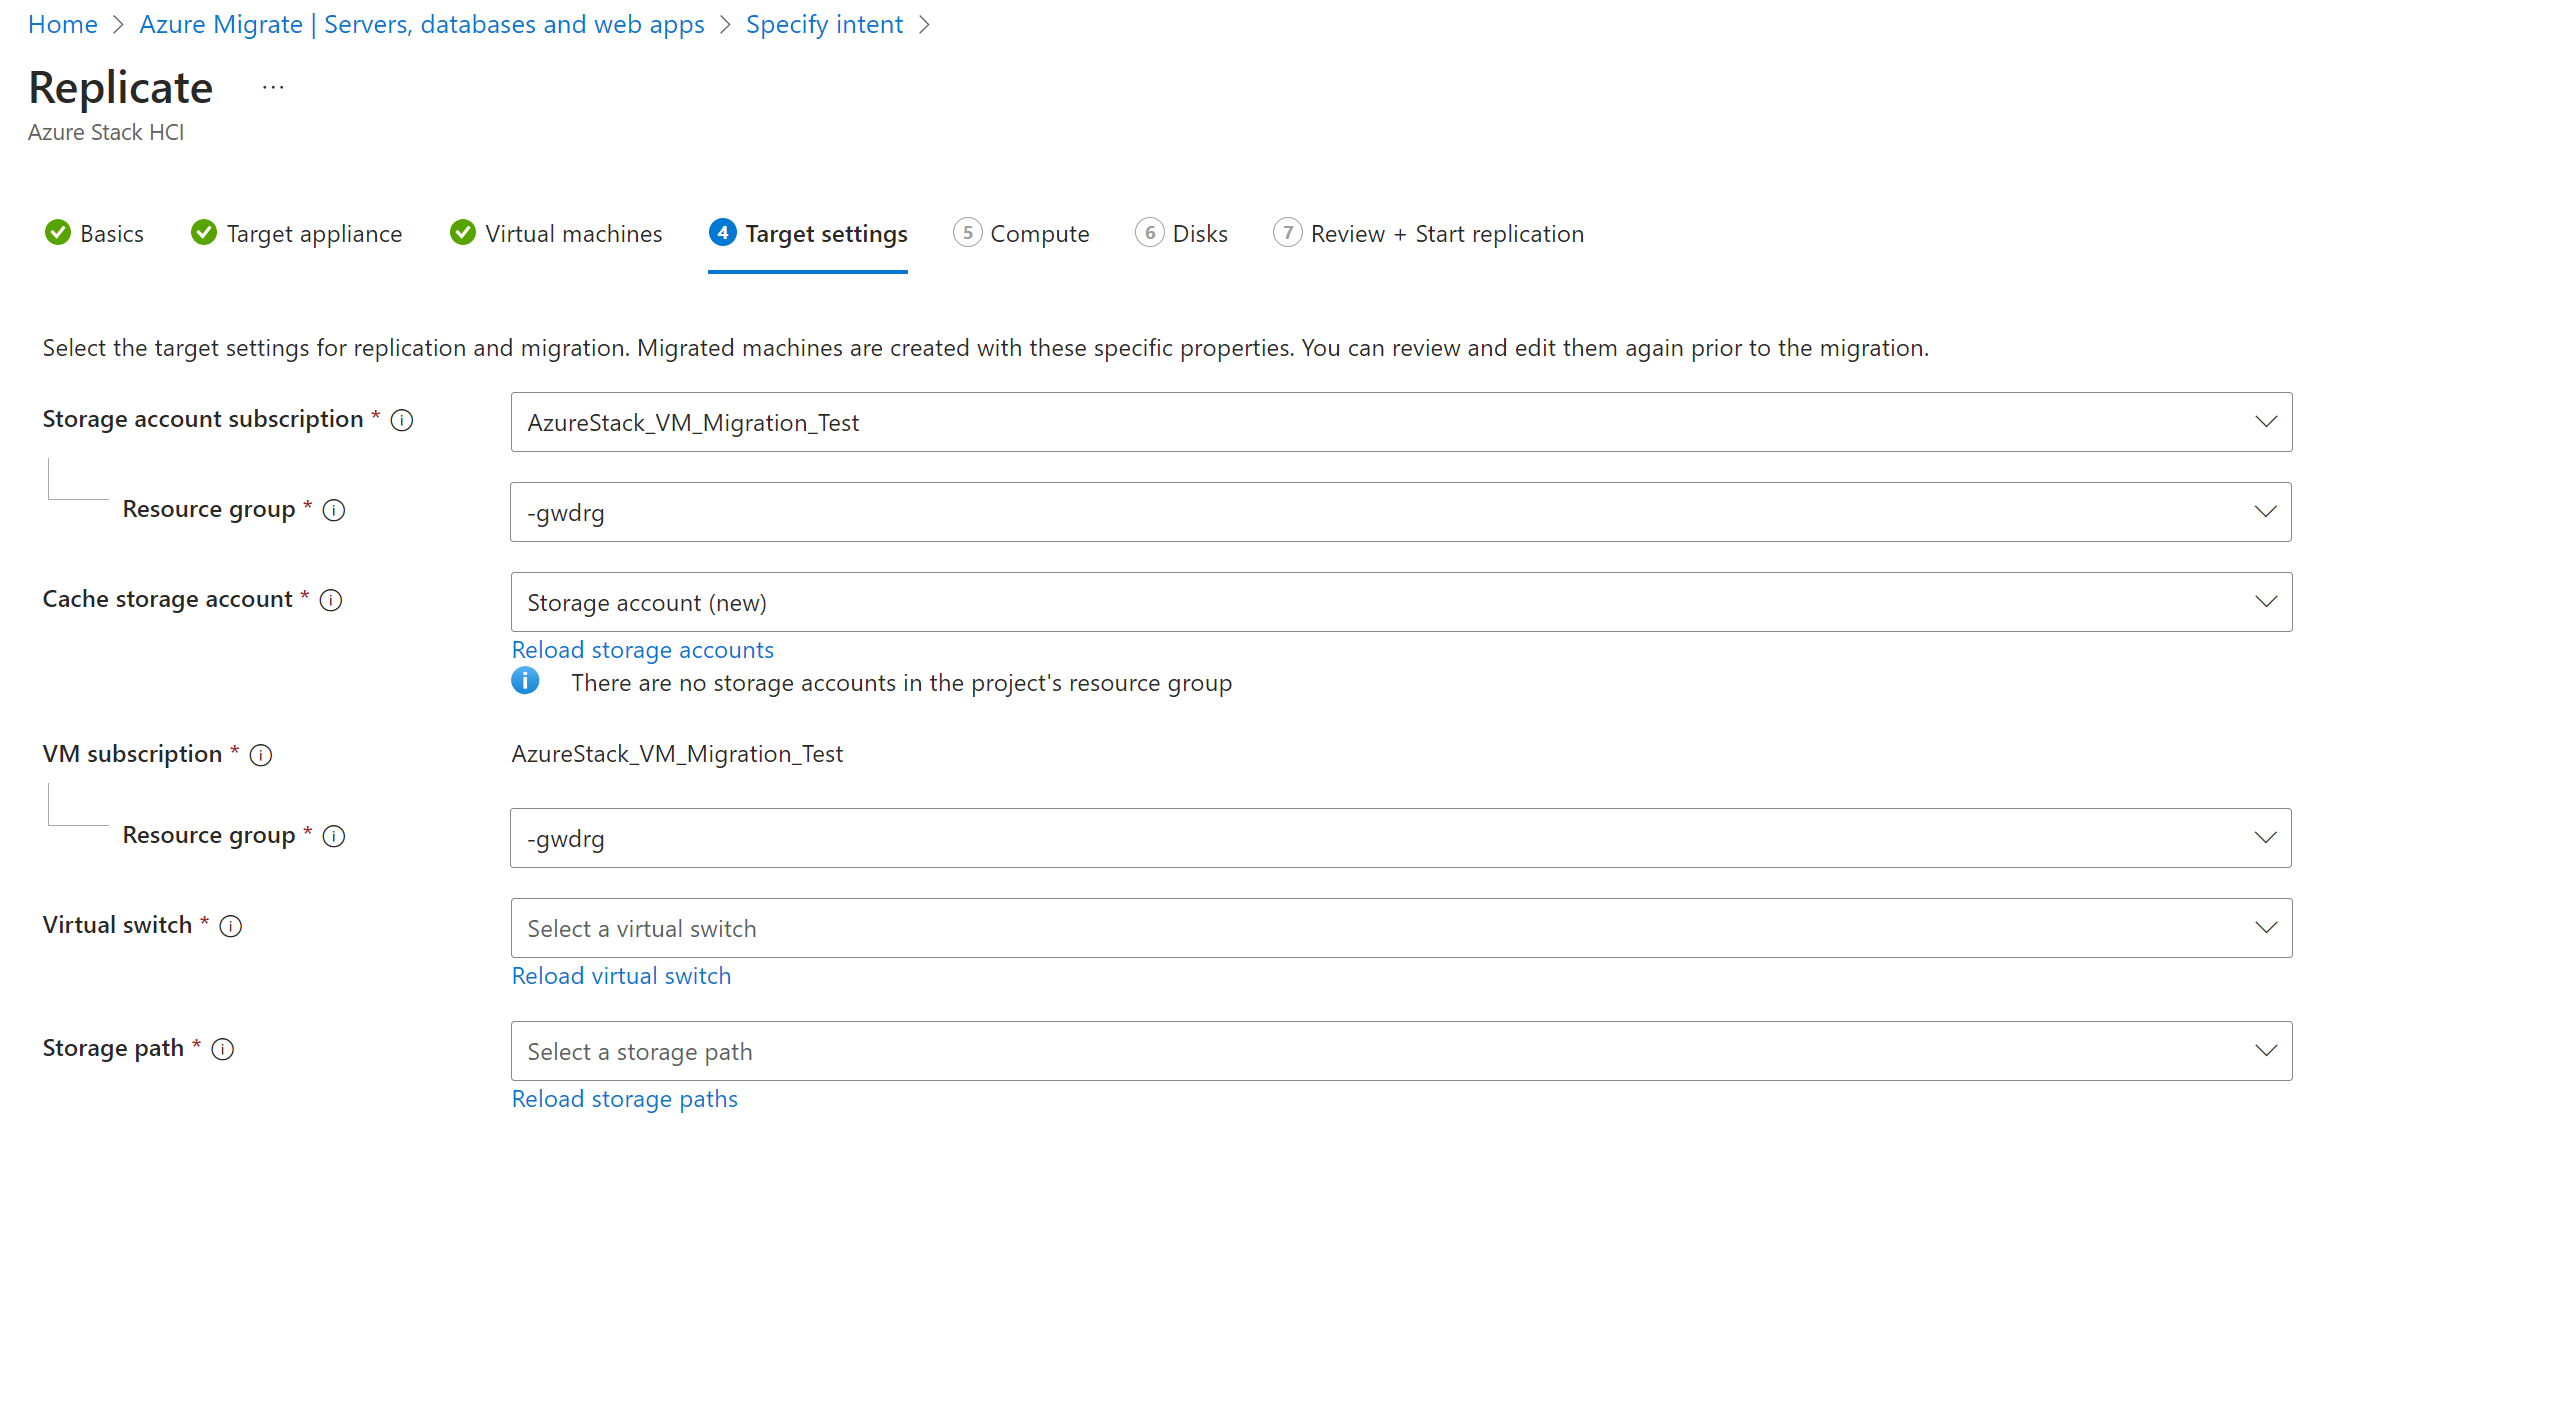 Home > Azure Migrate | Servers, databases and web apps > Specify intent >
Replicate ...
Azure Stack HCI
Basics Target appliance Virtual machines 4 Target settings 5 Compute 6 Disks 7 Review + Start replication
Select the target settings for replication and migration. Migrated machines are created with these specific properties. You can review and edit them again prior to the migration.
Storage account subscription * AzureStack_VM_Migration_Test
Resource group * -gwdrg
Cache storage account * Storage account (new)
Reload storage accounts
There are no storage accounts in the project's resource group
VM subscription * AzureStack_VM_Migration_Test
Resource group * -gwdrg
Virtual switch * Select a virtual switch
Reload virtual switch
Storage path * Select a storage path
Reload storage paths